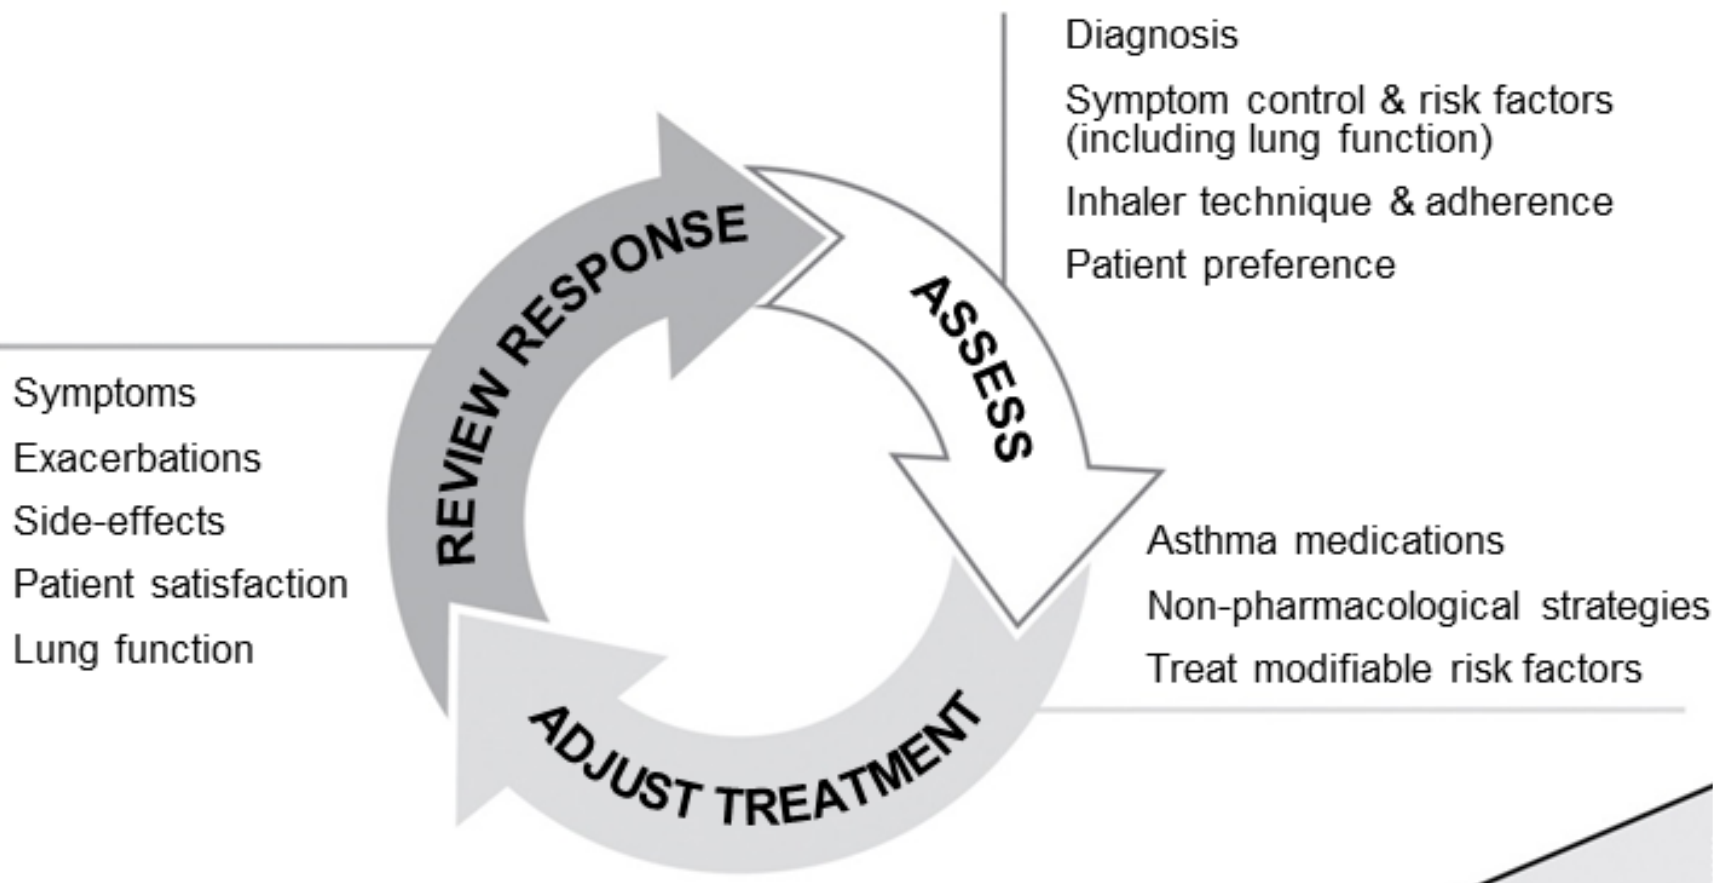 Diagnosis
Symptom control & risk factors
(including lung function)
Inhaler technique & adherence
Patient preference
REVIEW RESPONSE
ASSESS
ADJUST TREATMENT
Symptoms
Exacerbations
Side-effects
Patient satisfaction
Lung function
Asthma medications
Non-pharmacological strategies
Treat modifiable risk factors